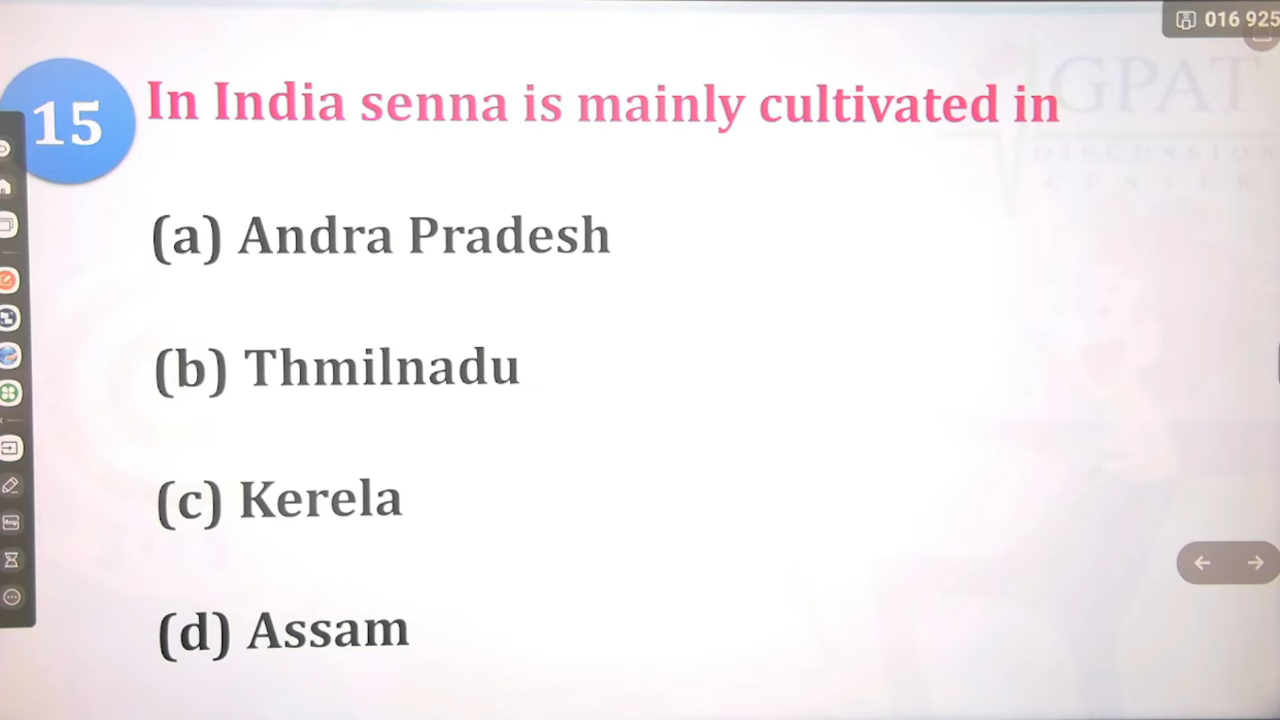 016 925
GPAT
DISCUSSION
CENTER
15
In India senna is mainly cultivated in
(a) Andra Pradesh
(b) Thmilnadu
(c) Kerela
(d) Assam